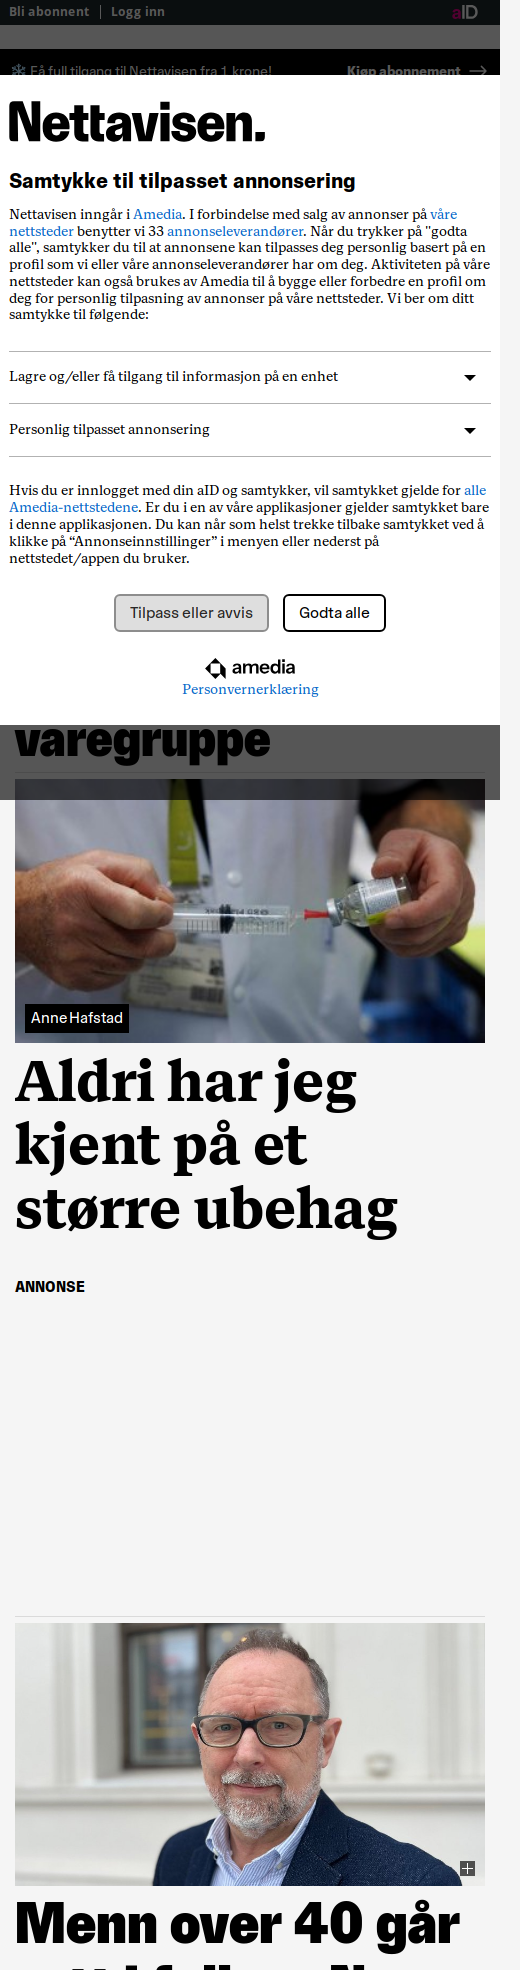 Bli abonnent | Logg inn
aID
Få full tilgang til Nettavisen fra 1 krone!
Kjøp abonnement →
Nettavisen.
Samtykke til tilpasset annonsering
Nettavisen inngår i Amedia. I forbindelse med salg av annonser på våre
nettsteder benytter vi 33 annonseleverandører. Når du trykker på "godta
alle", samtykker du til at annonsene kan tilpasses deg personlig basert på en
profil som vi eller våre annonseleverandører har om deg. Aktiviteten på våre
nettsteder kan også brukes av Amedia til å bygge eller forbedre en profil om
deg for personlig tilpasning av annonser på våre nettsteder. Vi ber om ditt
samtykke til følgende:
Lagre og/eller få tilgang til informasjon på en enhet
Personlig tilpasset annonsering
Hvis du er innlogget med din aID og samtykker, vil samtykket gjelde for alle
Amedia-nettstedene. Er du i en av våre applikasjoner gjelder samtykket bare
i denne applikasjonen. Du kan når som helst trekke tilbake samtykket ved å
klikke på “Annonseinnstillinger” i menyen eller nederst på
nettstedet/appen du bruker.
Tilpass eller avvis
Godta alle
amedia
Personvernerklæring
varegruppe
Anne Hafstad
Aldri har jeg
kjent på et
større ubehag
ANNONSE
Menn over 40 går